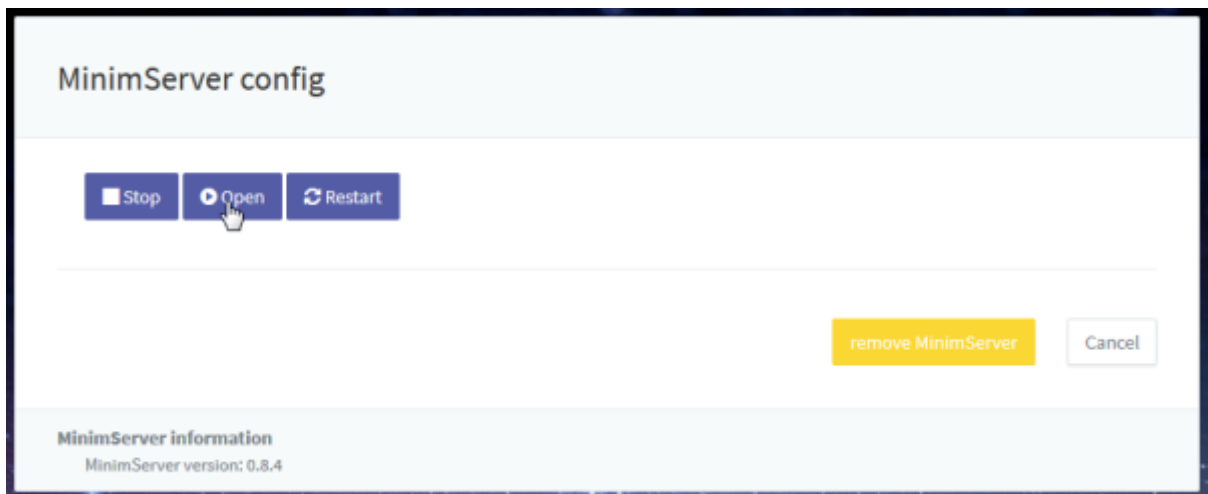 MinimServer config
Stop Open Restart
remove MinimServer Cancel
MinimServer information
MinimServer version: 0.8.4